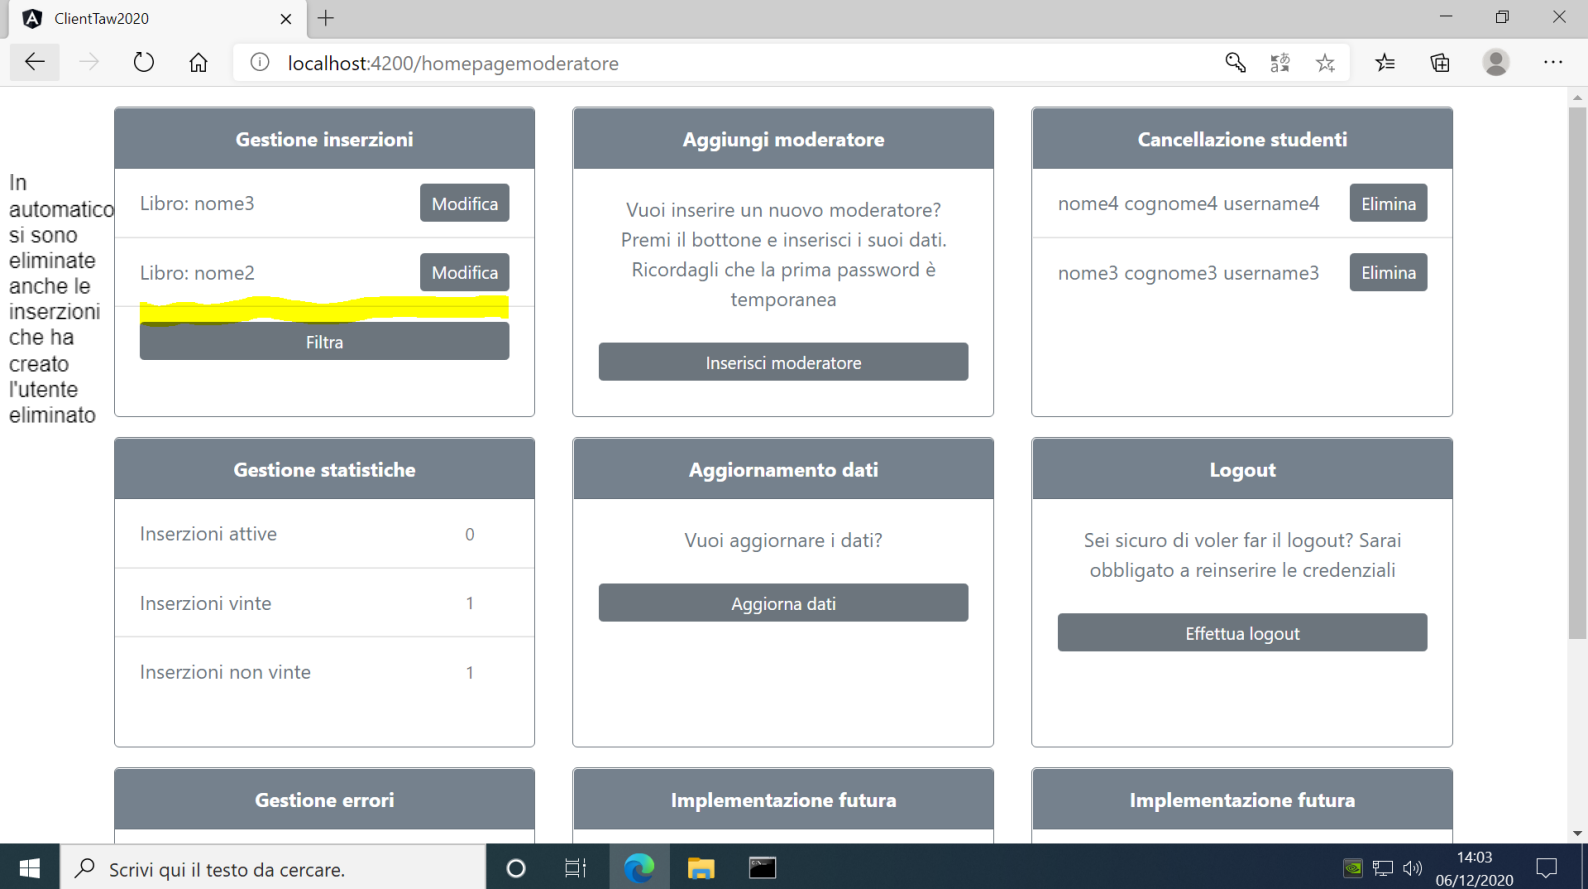 ClientTaw2020
localhost:4200/homepagemoderatore
In
automatico
si sono
eliminate
anche le
inserzioni
che ha
creato
l'utente
eliminato
Gestione inserzioni
Libro: nome3
Modifica
Libro: nome2
Modifica
Filtra
Aggiungi moderatore
Vuoi inserire un nuovo moderatore?
Premi il bottone e inserisci i suoi dati.
Ricordagli che la prima password è
temporanea
Inserisci moderatore
Cancellazione studenti
nome4 cognome4 username4
Elimina
nome3 cognome3 username3
Elimina
Gestione statistiche
Inserzioni attive 0
Inserzioni vinte 1
Inserzioni non vinte 1
Aggiornamento dati
Vuoi aggiornare i dati?
Aggiorna dati
Logout
Sei sicuro di voler far il logout? Sarai
obbligato a reinserire le credenziali
Effettua logout
Gestione errori
Implementazione futura
Implementazione futura
Scrivi qui il testo da cercare.
14:03
06/12/2020